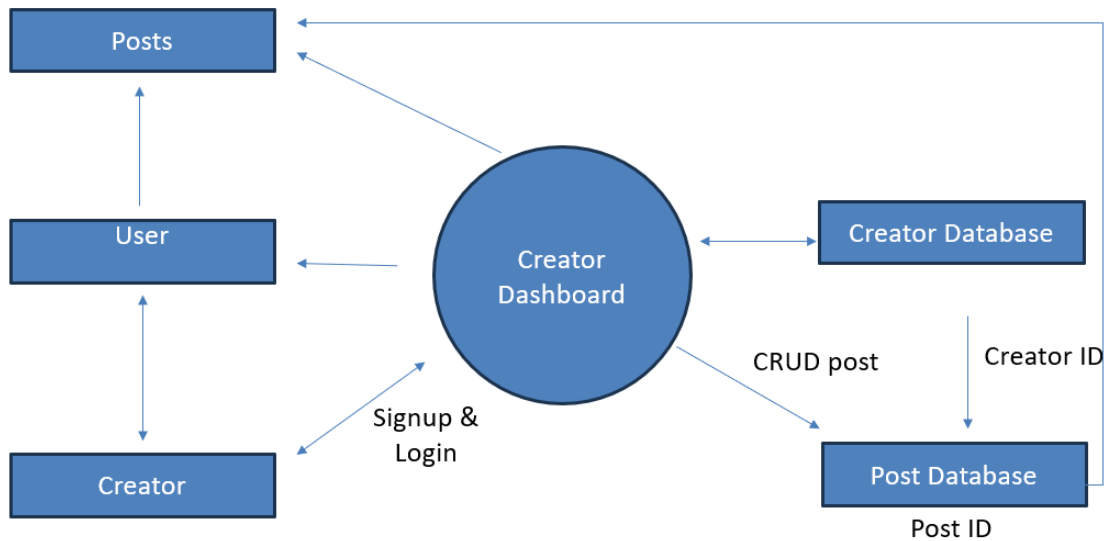 Posts
User
Creator Database
Creator
Dashboard
CRUD post
Creator ID
Signup &
Login
Creator
Post Database
Post ID